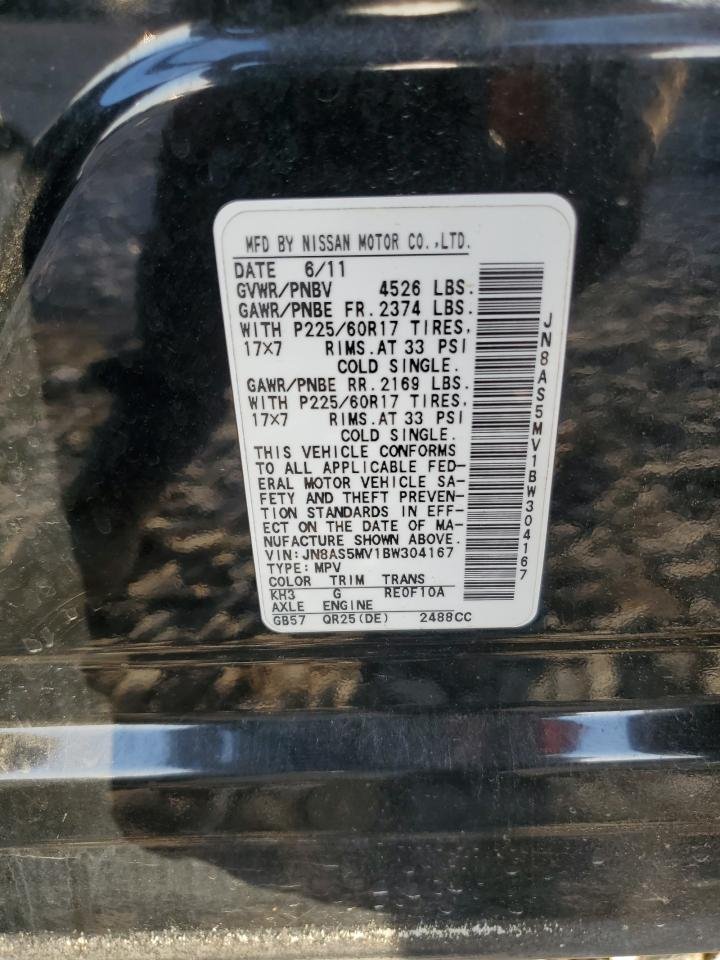 MFD BY NISSAN MOTOR CO.,LTD.
DATE 6/11
GVWR/PNBV 4526 LBS.
GAWR/PNBE FR. 2374 LBS.
WITH P225/60R17 TIRES,
17×7 RIMS.AT 33 PSI
COLD SINGLE.
GAWR/PNBE RR. 2169 LBS.
WITH P225/60R17 TIRES,
17×7 RIMS.AT 33 PSI
COLD SINGLE.
THIS VEHICLE CONFORMS
TO ALL APPLICABLE FED-
ERAL MOTOR VEHICLE SA-
FETY AND THEFT PREVEN-
TION STANDARDS IN EFF-
ECT ON THE DATE OF MA-
NUFACTURE SHOWN ABOVE.
VIN: JN8AS5MV1BW304167
TYPE: MPV
COLOR TRIM TRANS
KH3 G RE0F10A
AXLE ENGINE
GB57 QR25(DE) 2488CC
JN8AS5MV1BW304167